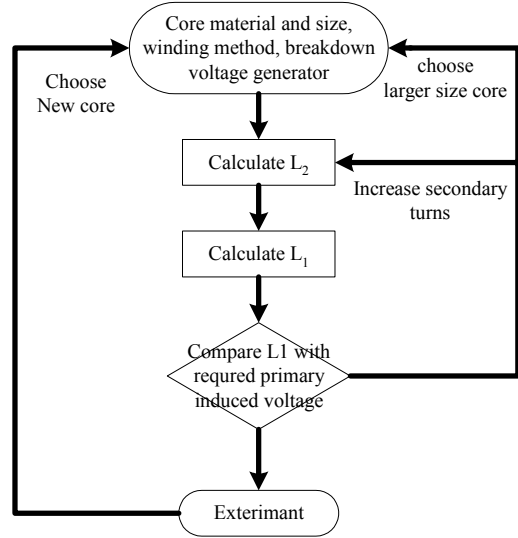 Core material and size,
winding method, breakdown
voltage generator
Choose
New core
choose
larger size core
Calculate L₂
Increase secondary
turns
Calculate L₁
Compare L1 with
requred primary
induced voltage
Exterimant